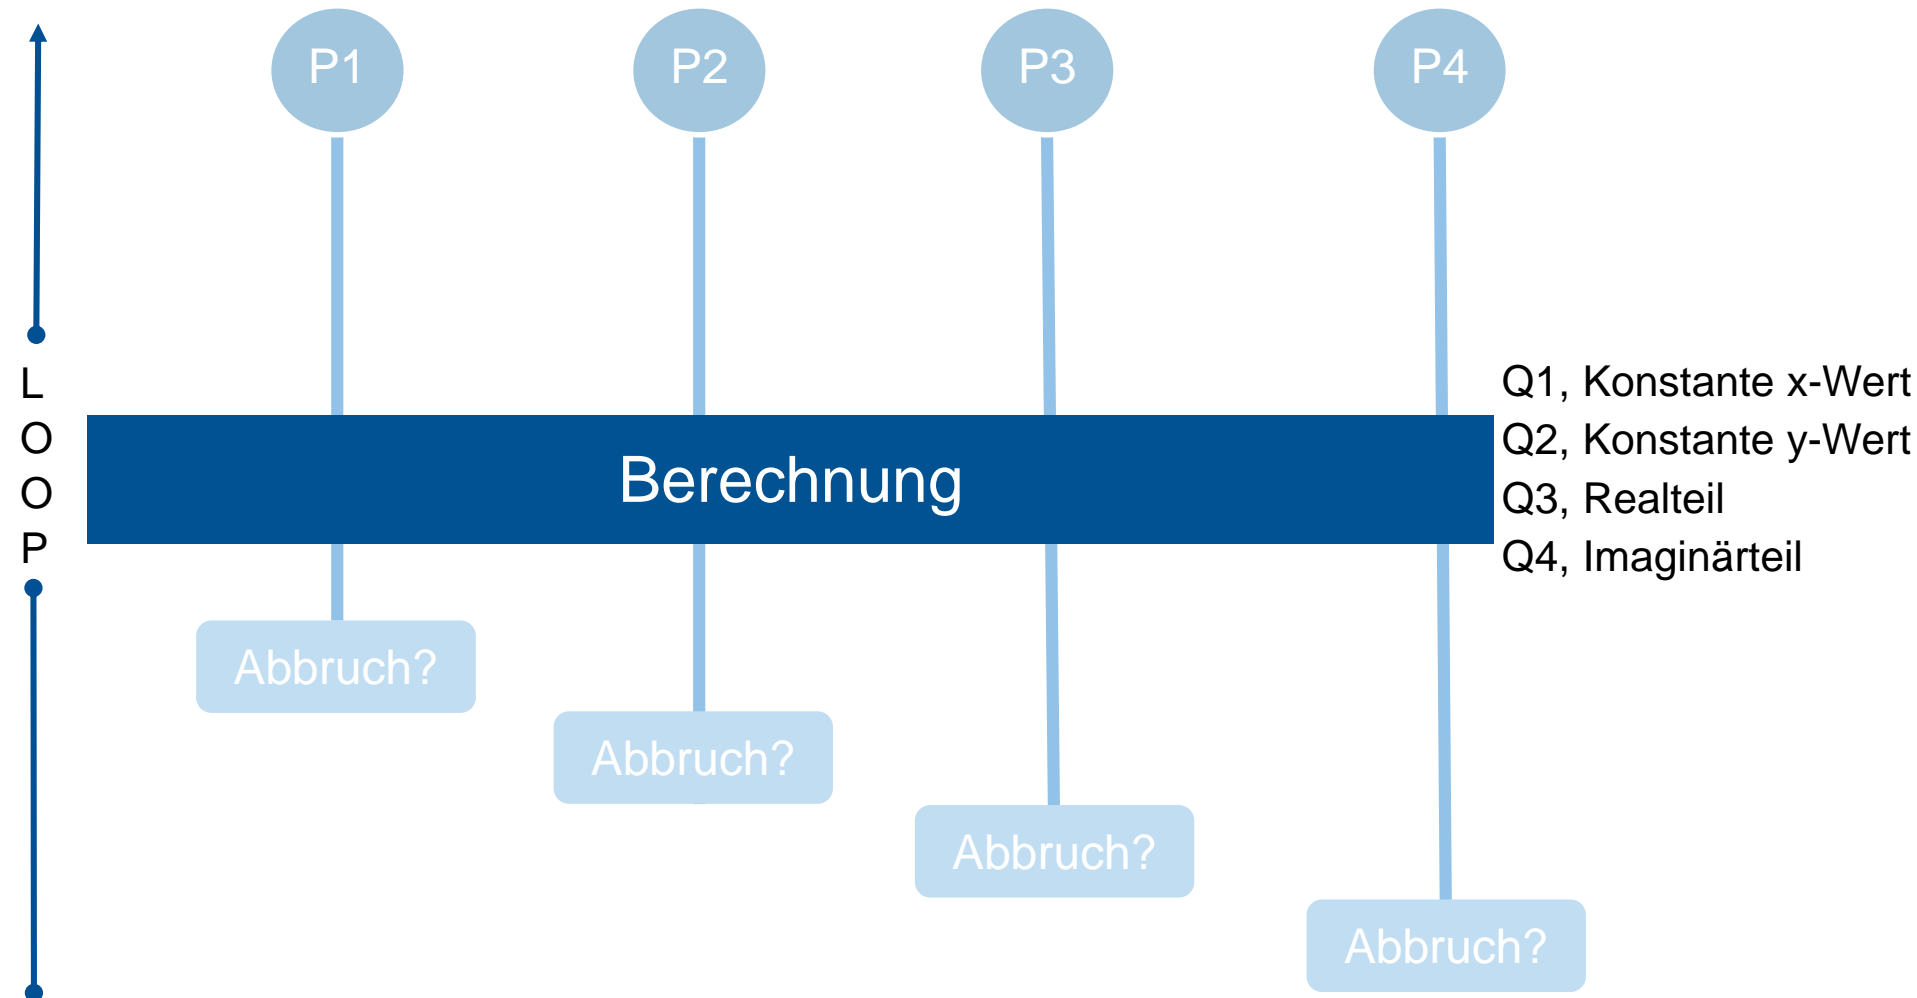 P1
P2
P3
P4
L
O
O
P
Berechnung
Q1, Konstante x-Wert
Q2, Konstante y-Wert
Q3, Realteil
Q4, Imaginärteil
Abbruch?
Abbruch?
Abbruch?
Abbruch?